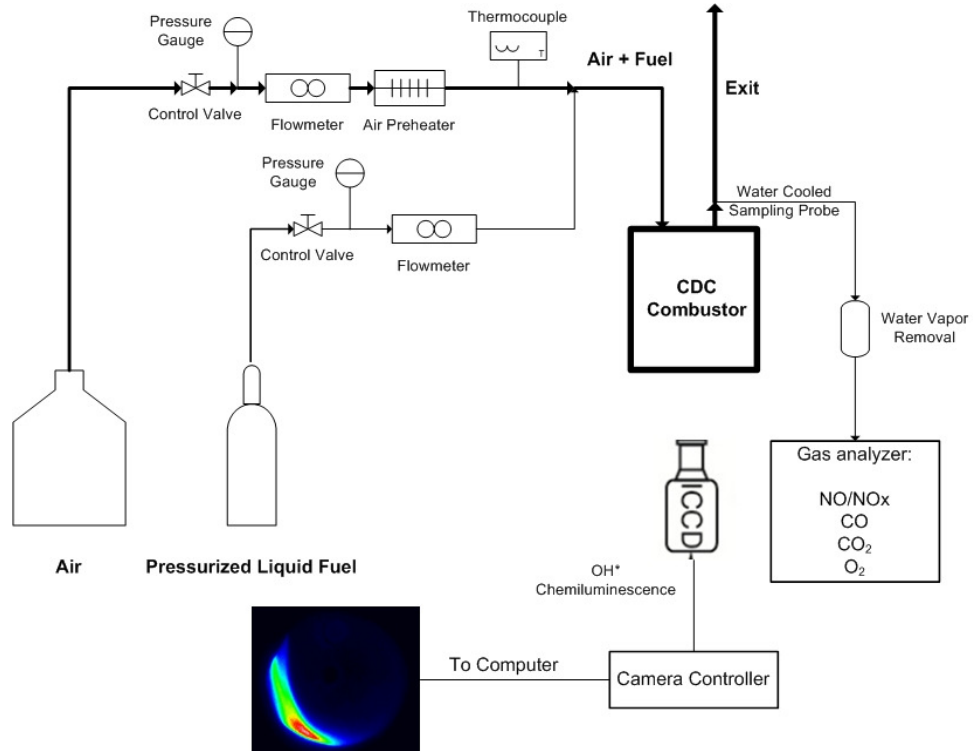 Pressure
Gauge
Thermocouple
T
Air + Fuel
Exit
Control Valve
Flowmeter
Air Preheater
Pressure
Gauge
Control Valve
Flowmeter
Water Cooled
Sampling Probe
CDC
Combustor
Water Vapor
Removal
Gas analyzer:
NO/NOx
CO
CO₂
O₂
ICCD
Air
Pressurized Liquid Fuel
OH*
Chemiluminescence
To Computer
Camera Controller